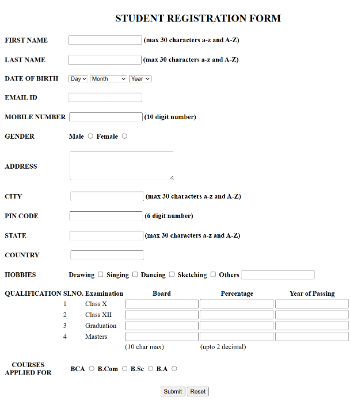 STUDENT REGISTRATION FORM
FIRST NAME (max 30 characters a-z and A-Z)
LAST NAME (max 30 characters a-z and A-Z)
DATE OF BIRTH Day Month Year
EMAIL ID
MOBILE NUMBER (10 digit number)
GENDER Male Female
ADDRESS
CITY (max 30 characters a-z and A-Z)
PIN CODE (6 digit number)
STATE (max 30 characters a-z and A-Z)
COUNTRY
HOBBIES Drawing Singing Dancing Sketching Others
QUALIFICATION SLNO. Examination Board Percentage Year of Passing
1 Class X
2 Class XII
3 Graduation
4 Masters
(10 char max) (upto 2 decimal)
COURSES
APPLIED FOR BCA B.Com B.Sc B.A
Submit Reset